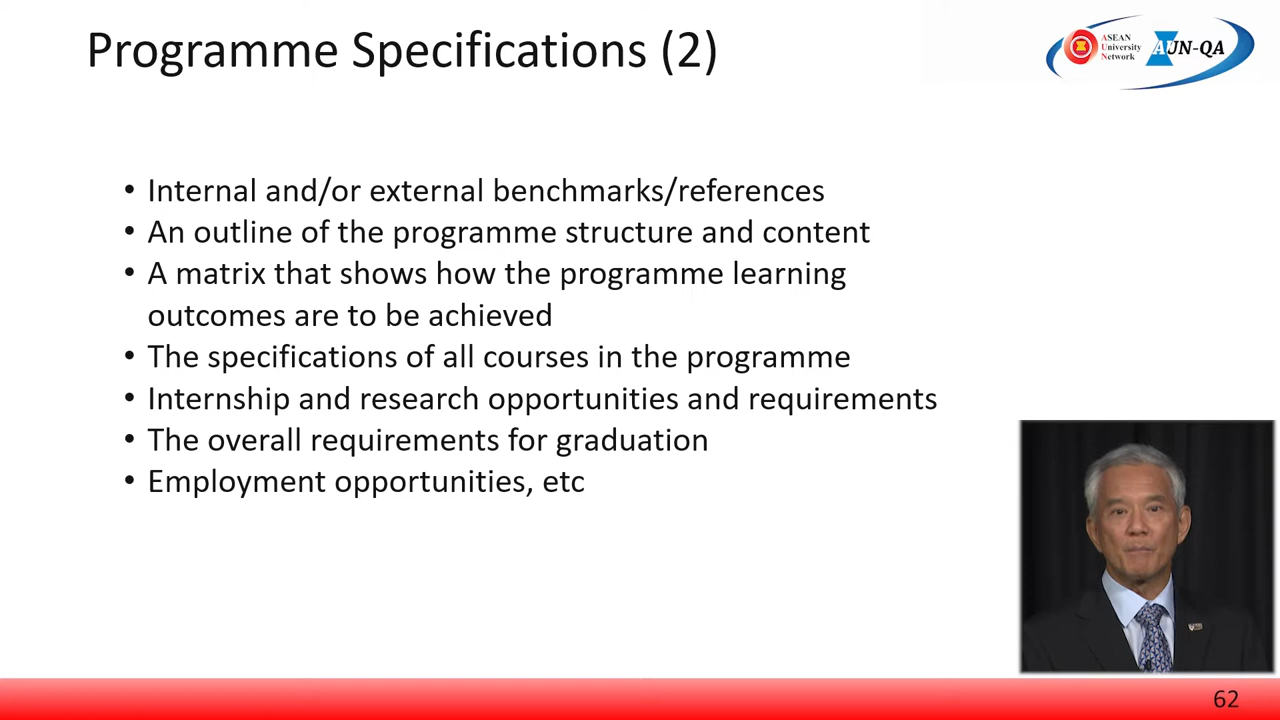 Programme Specifications (2)
ASEAN
University
Network
AUN-QA
• Internal and/or external benchmarks/references
• An outline of the programme structure and content
• A matrix that shows how the programme learning
outcomes are to be achieved
• The specifications of all courses in the programme
• Internship and research opportunities and requirements
• The overall requirements for graduation
• Employment opportunities, etc
62